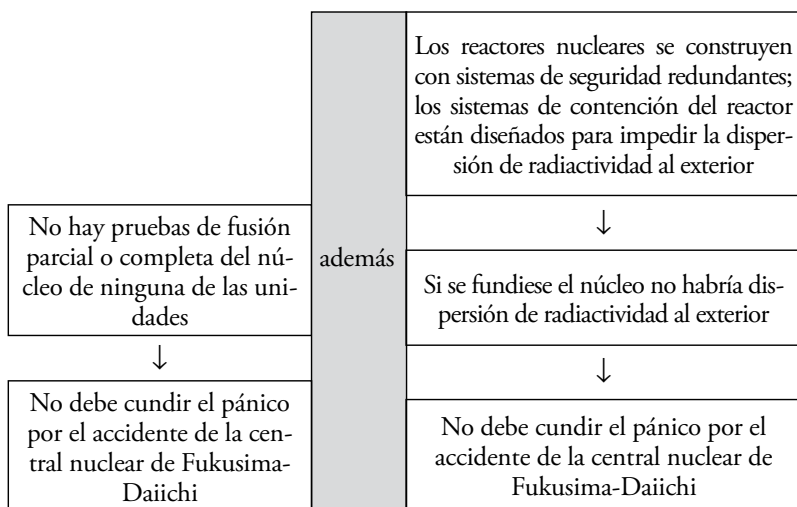 No hay pruebas de fusión
parcial o completa del nú-
cleo de ninguna de las uni-
dades
↓
No debe cundir el pánico
por el accidente de la cen-
tral nuclear de Fukusima-
Daiichi
además
Los reactores nucleares se construyen
con sistemas de seguridad redundantes;
los sistemas de contención del reactor
están diseñados para impedir la disper-
sión de radiactividad al exterior
↓
Si se fundiese el núcleo no habría dis-
persión de radiactividad al exterior
↓
No debe cundir el pánico por el
accidente de la central nuclear de
Fukusima-Daiichi